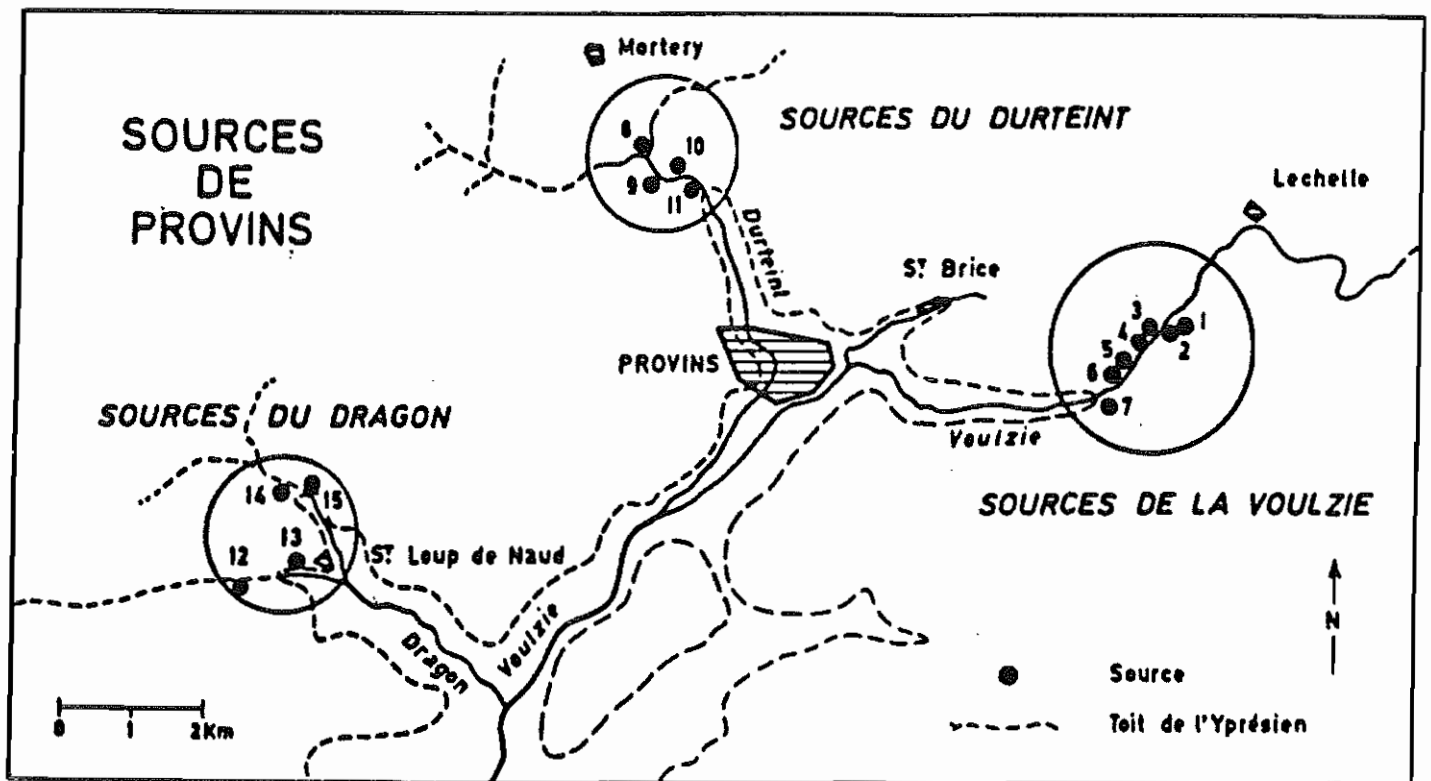 SOURCES
DE
PROVINS
Mortery
SOURCES DU DURTEINT
8
10
9
11
Durteint
Lechelle
ST Brice
3
1
4
2
5
6
7
PROVINS
Voulzie
SOURCES DE LA VOULZIE
SOURCES DU DRAGON
14
15
13
12
ST Loup de Naud
Dragon
Voulzie
N
0 1 2Km
Source
Toit de l'Yprésien